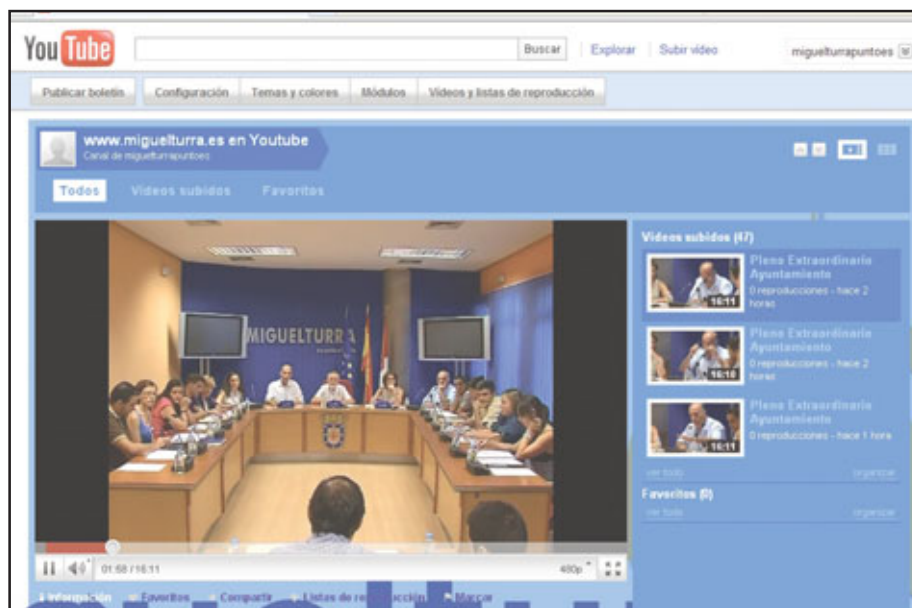 YouTube
Buscar
Explorar
Subir vídeo
miguelturrapuntoes
Publicar boletín
Configuración
Temas y colores
Módulos
Vídeos y listas de reproducción
www.miguelturra.es en Youtube
Canal de miguelturrapuntoes
Todos
Vídeos subidos
Favoritos
MIGUELTURRA
Vídeos subidos (47)
Pleno Extraordinario
Ayuntamiento
0 reproducciones - hace 2
horas
16:11
Pleno Extraordinario
Ayuntamiento
0 reproducciones - hace 2
horas
16:10
Pleno Extraordinario
Ayuntamiento
0 reproducciones - hace 1 hora
16:11
ver todo
organizar
Favoritos (0)
ver todo
organizar
01:58 / 16:11
480p
Información
Favoritos
Compartir
Listas de reproducción
Marcar